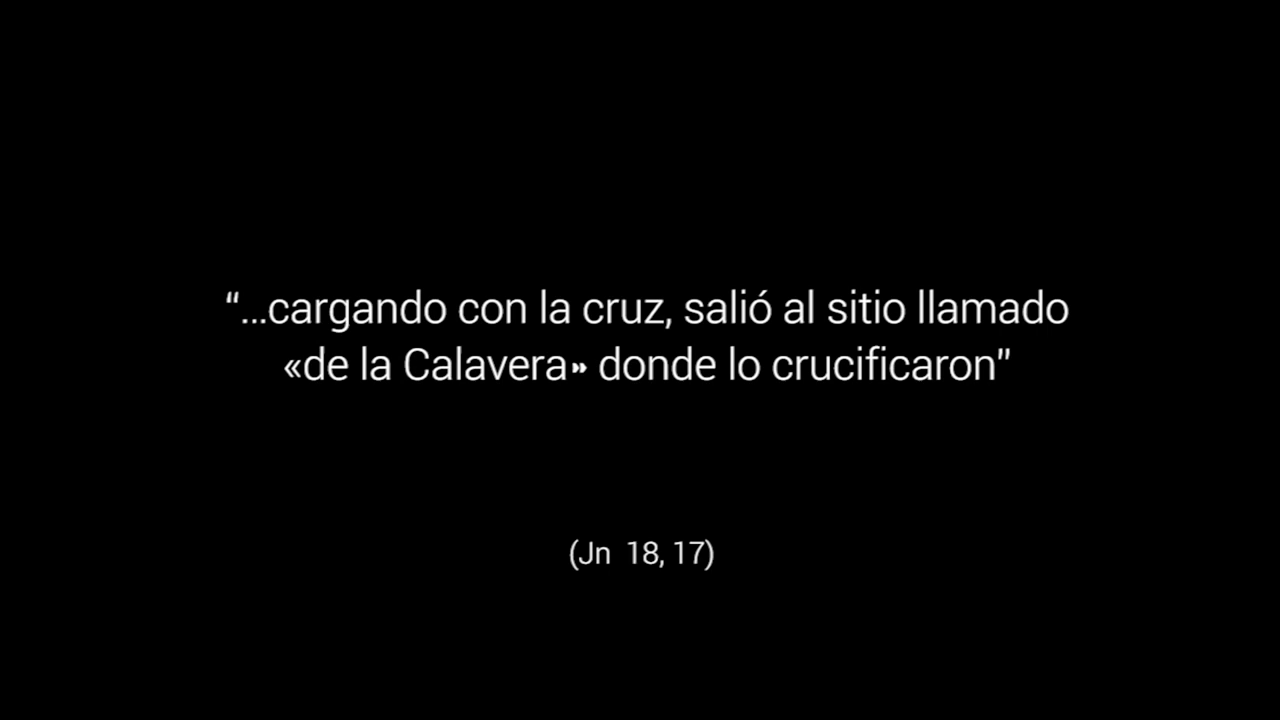 “...cargando con la cruz, salió al sitio llamado
«de la Calavera» donde lo crucificaron”
(Jn 18, 17)